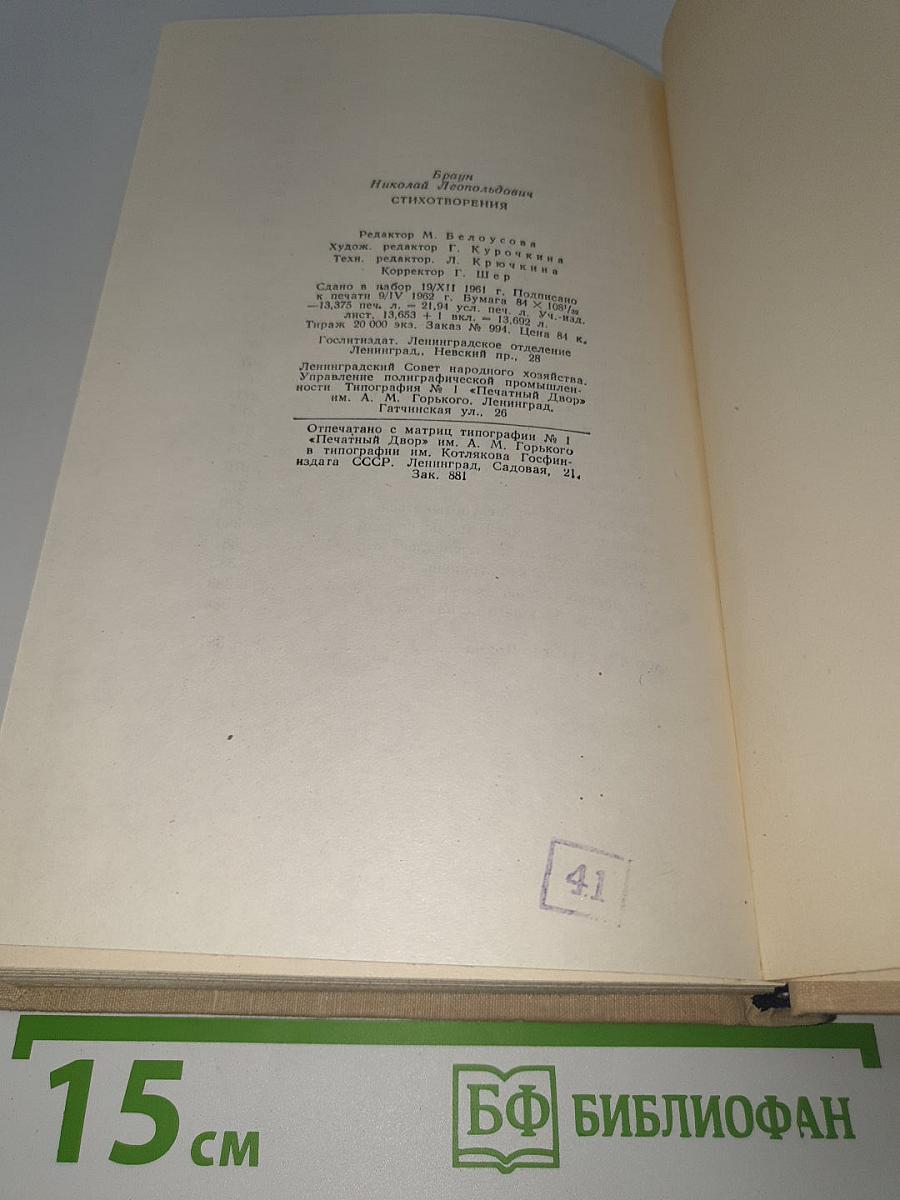 Браун
Николай Леопольдович
СТИХОТВОРЕНИЯ
Редактор М. Белоусова
Худож. редактор Г. Курочкина
Техн. редактор. Л. Крючкина
Корректор Г. Шер
Сдано в набор 19/XII 1961 г. Подписано
к печати 9/IV 1962 г. Бумага 84 × 108¹/₃₂
—13,375 печ. л. = 21,94 усл. печ. л. Уч.-изд.
лист. 13,653 + 1 вкл. = 13,692 л.
Тираж 20 000 экз. Заказ № 994. Цена 84 к.
Гослитиздат. Ленинградское отделение
Ленинград,, Невский пр., 28
Ленинградский Совет народного хозяйства.
Управление полиграфической промышлен-
ности Типография № 1 «Печатный Двор»
им. А. М. Горького. Ленинград,
Гатчинская ул., 26
Отпечатано с матриц типографии № 1
«Печатный Двор» им. А. М. Горького
в типографии им. Котлякова Госфин-
издата СССР. Ленинград, Садовая, 21.
Зак. 881
41
15 см
БФ БИБЛИОФАН